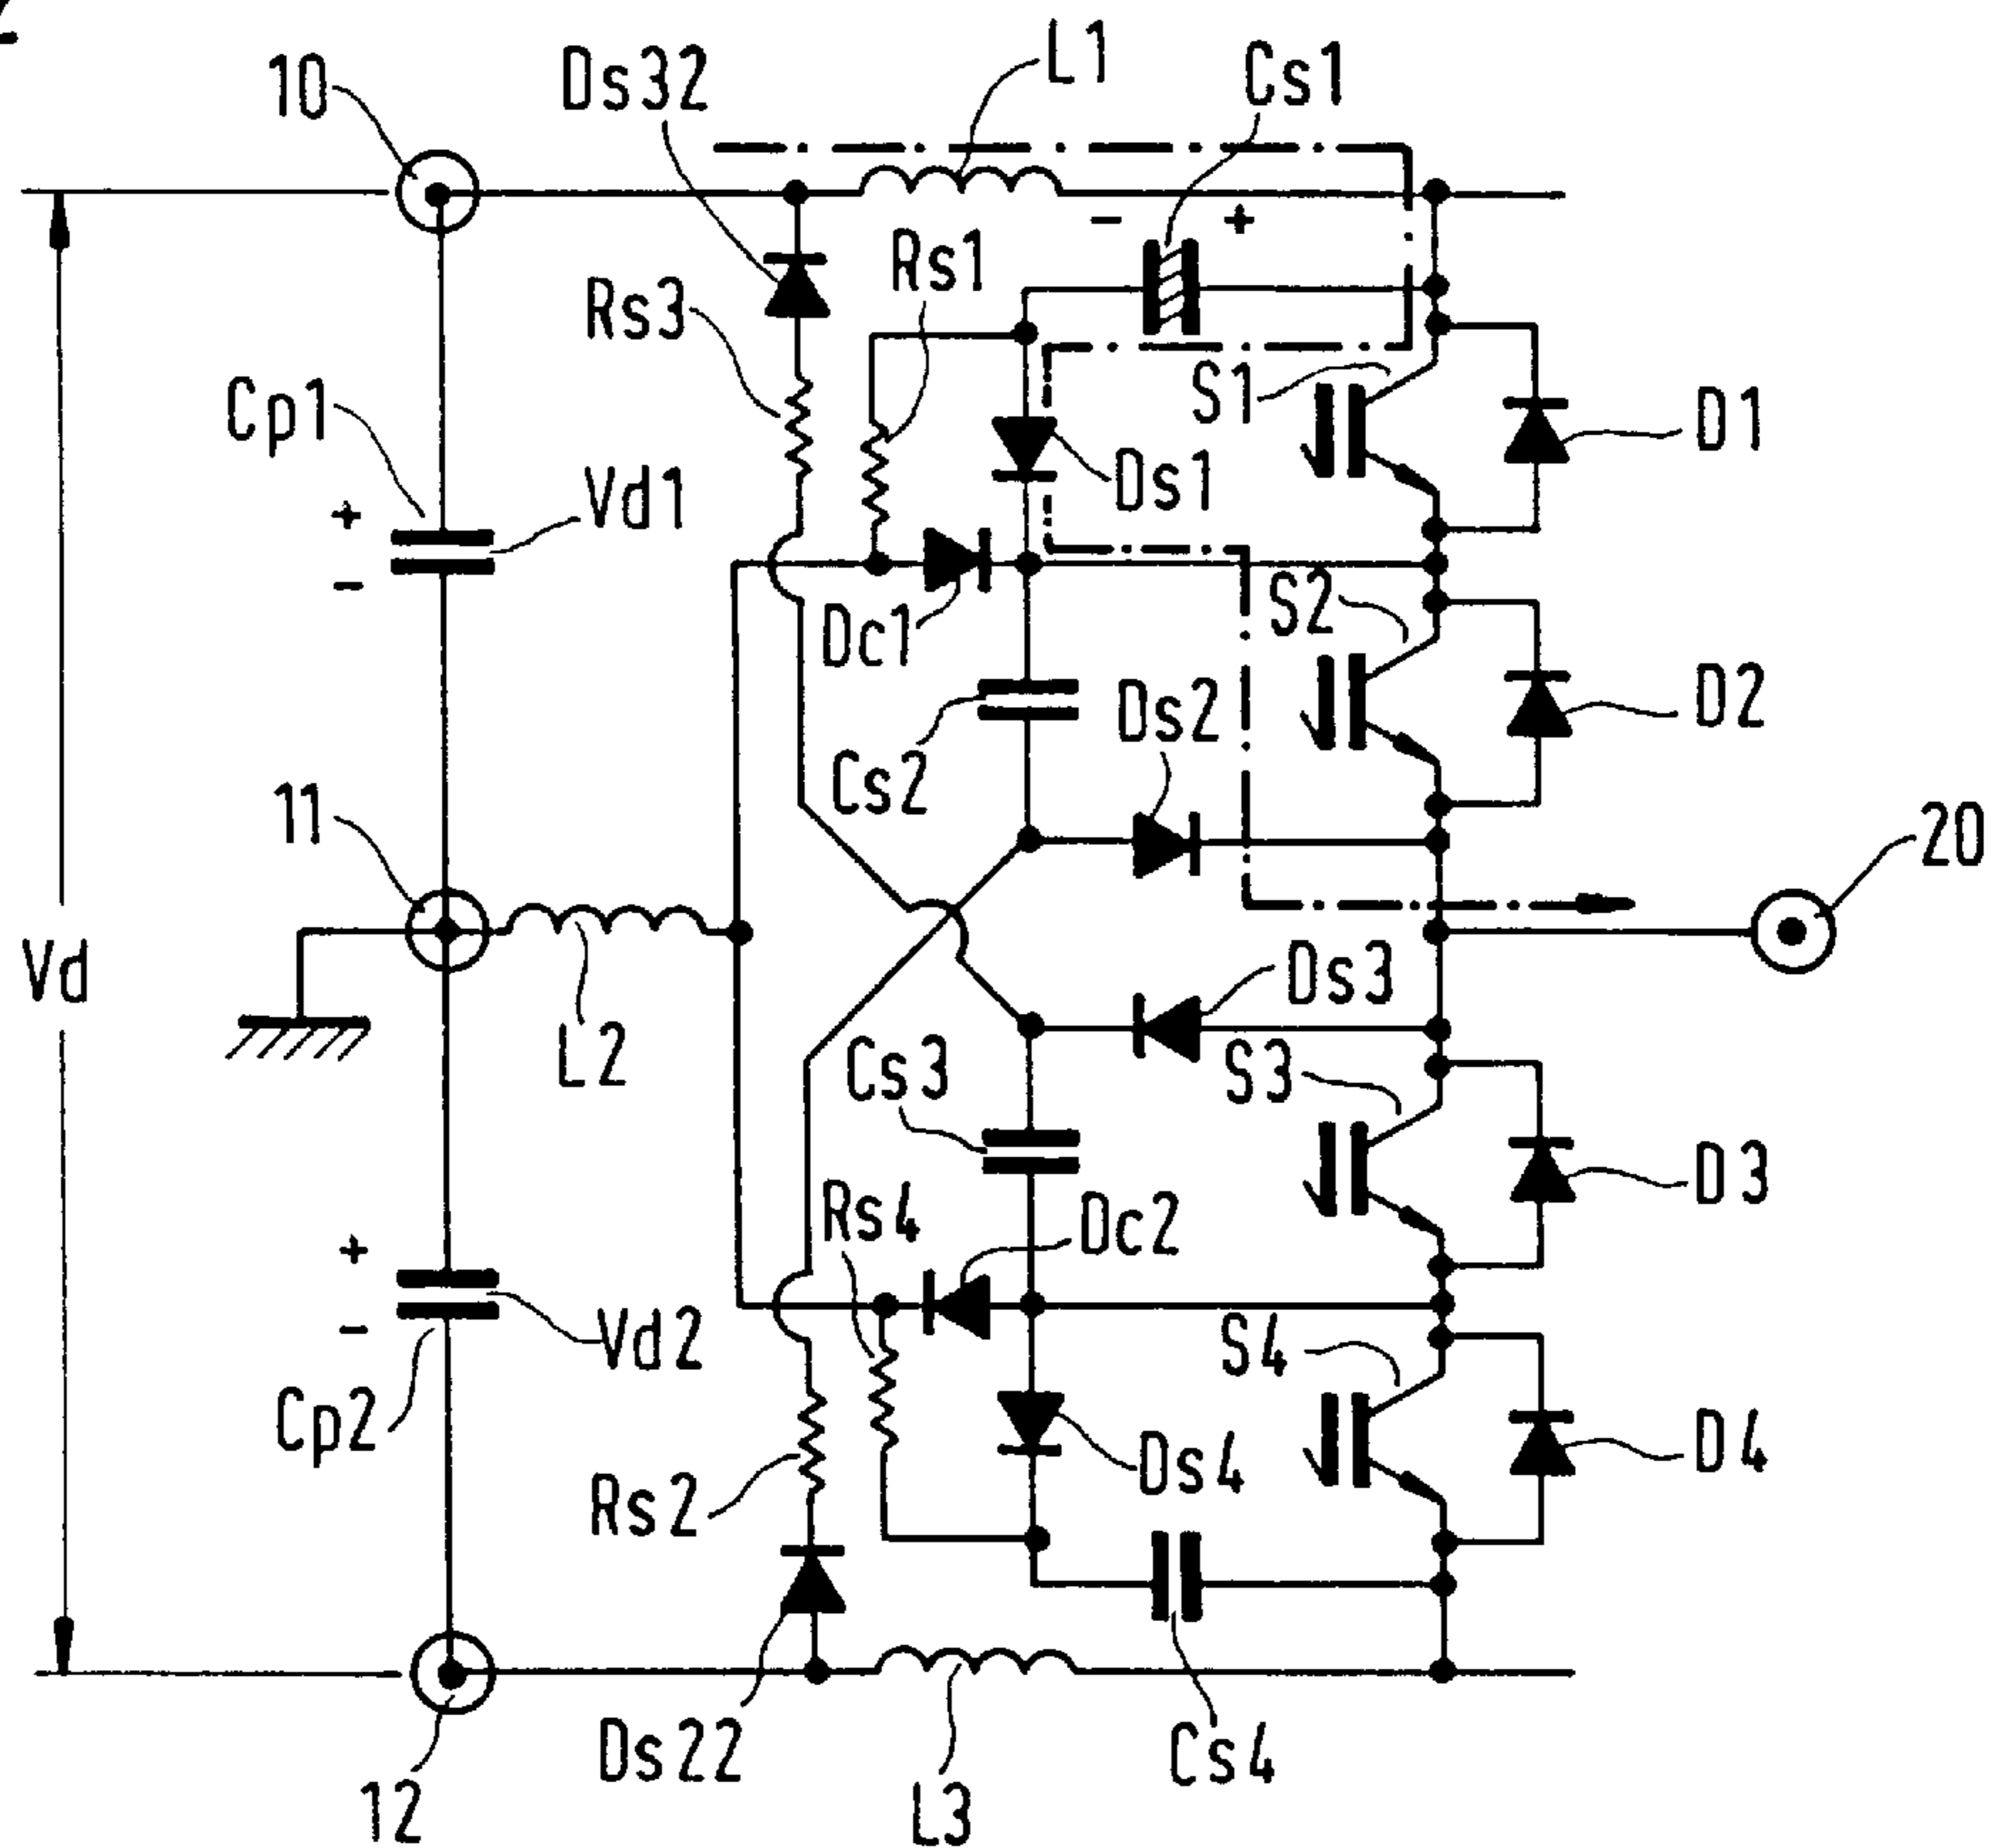 L1
Ds32
Cs1
10
- +
Rs1
Rs3
S1
Cp1
D1
Ds1
Vd1
+
-
S2
Dc1
Ds2
D2
Cs2
11
20
Vd
Ds3
L2
Cs3
S3
D3
Rs4
Dc2
+
-
Vd2
S4
Cp2
Ds4
D4
Rs2
Ds22
Cs4
12
L3